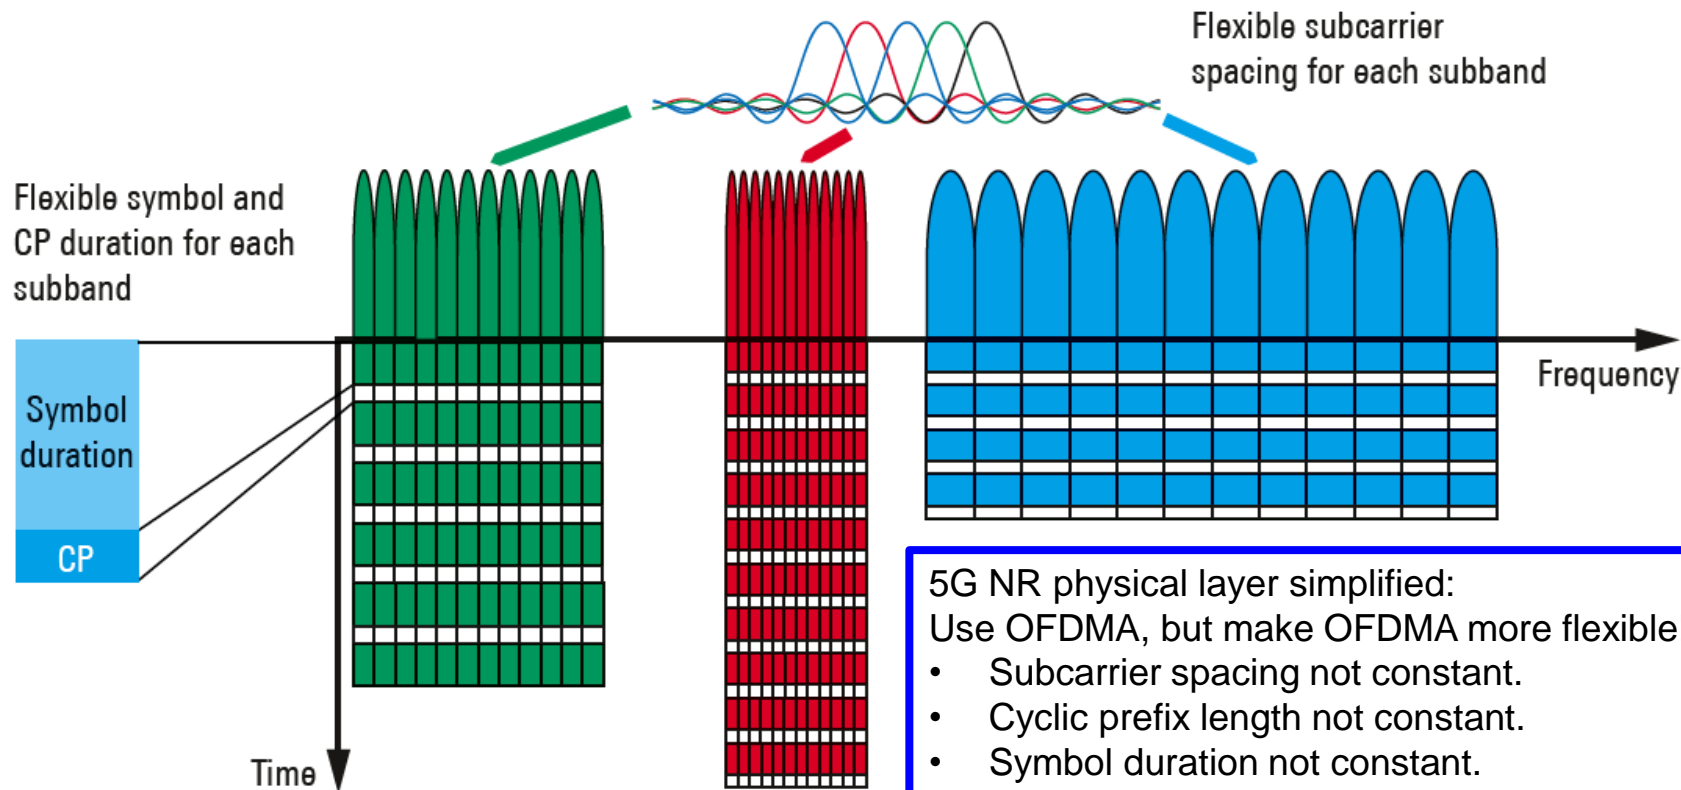 Flexible subcarrier
spacing for each subband
Flexible symbol and
CP duration for each
subband
Symbol
duration
CP
Frequency
Time
5G NR physical layer simplified:
Use OFDMA, but make OFDMA more flexible
• Subcarrier spacing not constant.
• Cyclic prefix length not constant.
• Symbol duration not constant.